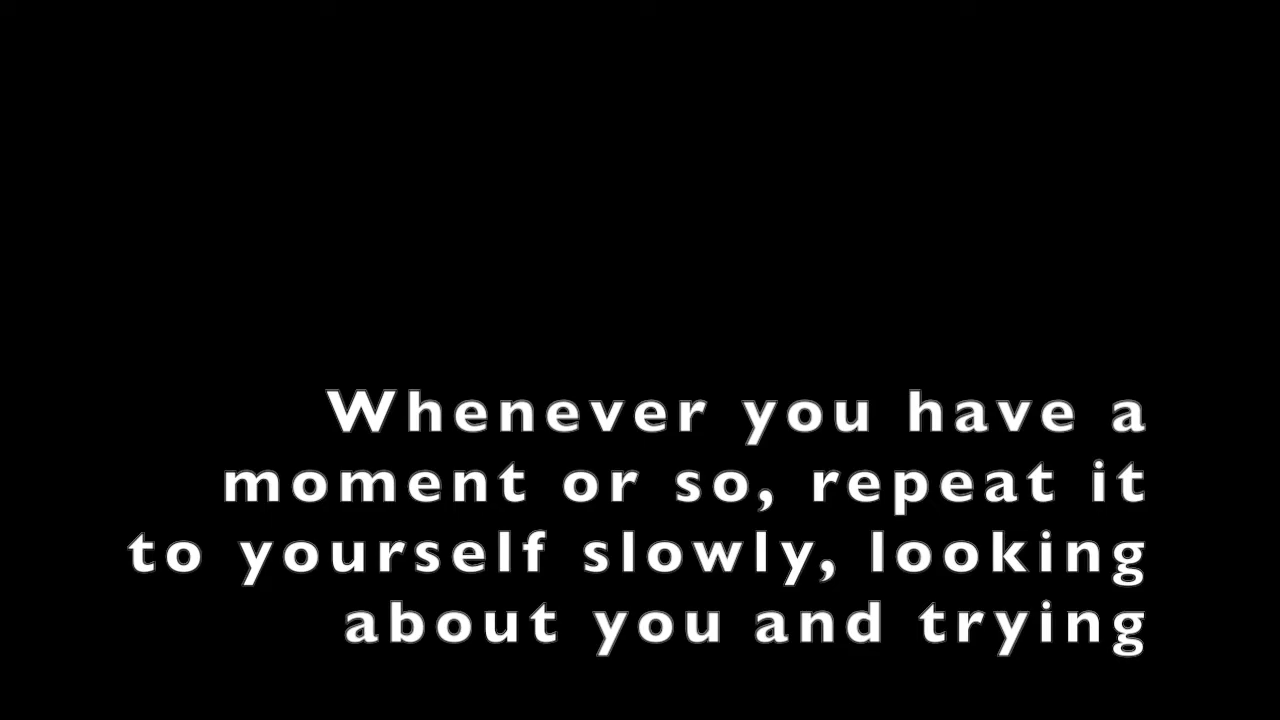 Whenever you have a
moment or so, repeat it
to yourself slowly, looking
about you and trying